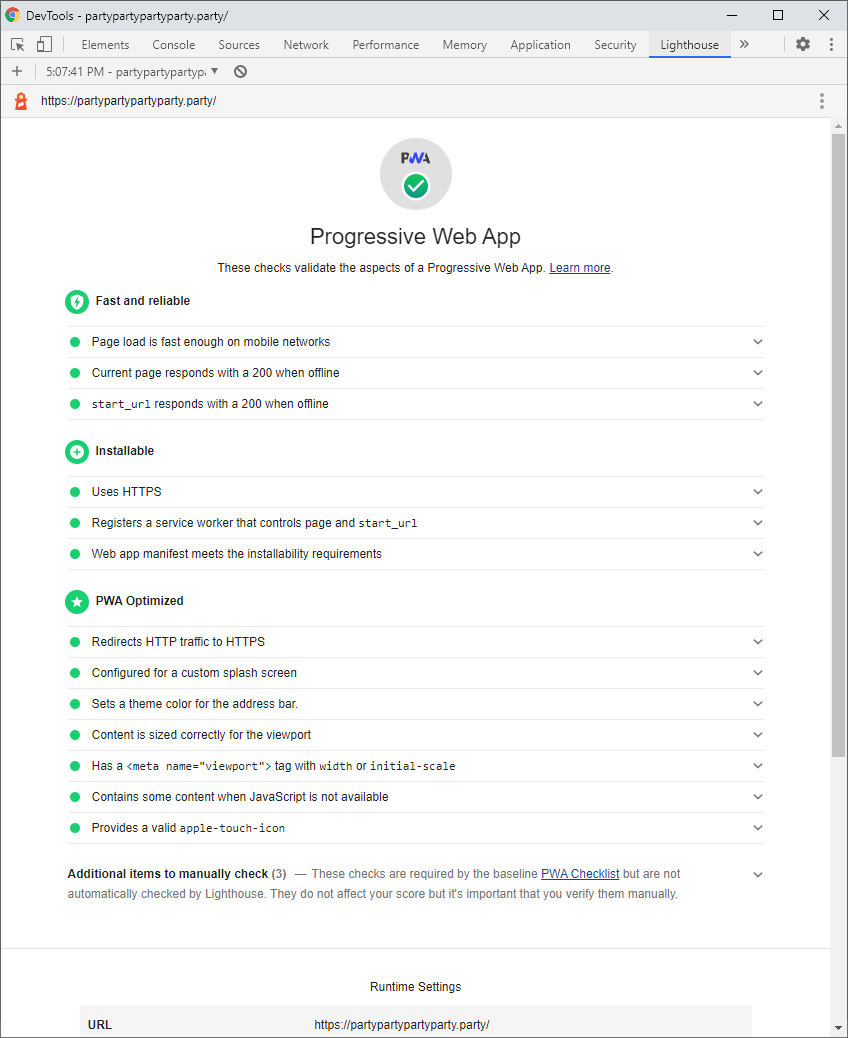 DevTools - partypartypartyparty.party/
Elements Console Sources Network Performance Memory Application Security Lighthouse »
+ 5:07:41 PM - partypartypartyp
https://partypartypartyparty.party/
PWA
Progressive Web App
These checks validate the aspects of a Progressive Web App. Learn more.
Fast and reliable
Page load is fast enough on mobile networks
Current page responds with a 200 when offline
start_url responds with a 200 when offline
Installable
Uses HTTPS
Registers a service worker that controls page and start_url
Web app manifest meets the installability requirements
PWA Optimized
Redirects HTTP traffic to HTTPS
Configured for a custom splash screen
Sets a theme color for the address bar.
Content is sized correctly for the viewport
Has a <meta name="viewport"> tag with width or initial-scale
Contains some content when JavaScript is not available
Provides a valid apple-touch-icon
Additional items to manually check (3) — These checks are required by the baseline PWA Checklist but are not
automatically checked by Lighthouse. They do not affect your score but it's important that you verify them manually.
Runtime Settings
URL https://partypartypartyparty.party/